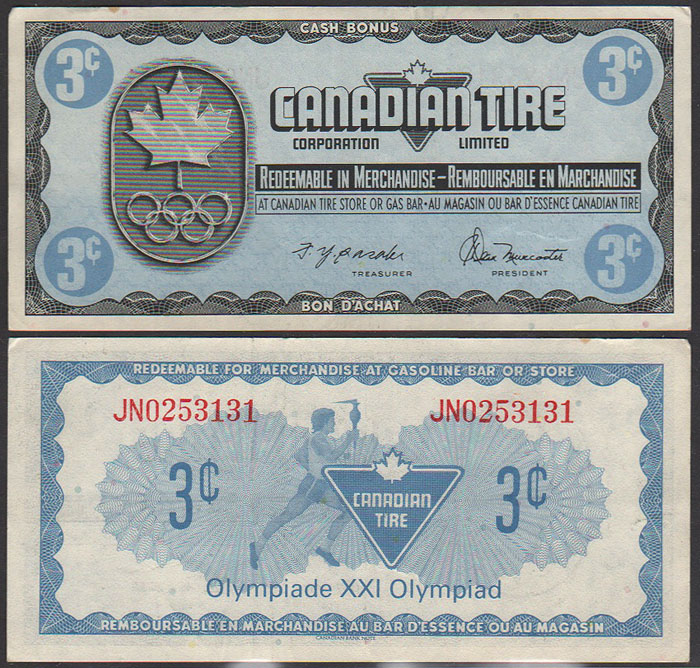 CASH BONUS
3¢ 3¢
CANADIAN TIRE
CORPORATION LIMITED
REDEEMABLE IN MERCHANDISE – REMBOURSABLE EN MARCHANDISE
AT CANADIAN TIRE STORE OR GAS BAR • AU MAGASIN OU BAR D'ESSENCE CANADIAN TIRE
3¢ 3¢
TREASURER PRESIDENT
BON D'ACHAT
REDEEMABLE FOR MERCHANDISE AT GASOLINE BAR OR STORE
JN0253131 JN0253131
3¢ 3¢
CANADIAN
TIRE
Olympiade XXI Olympiad
REMBOURSABLE EN MARCHANDISE AU BAR D'ESSENCE OU AU MAGASIN
CANADIAN BANK NOTE